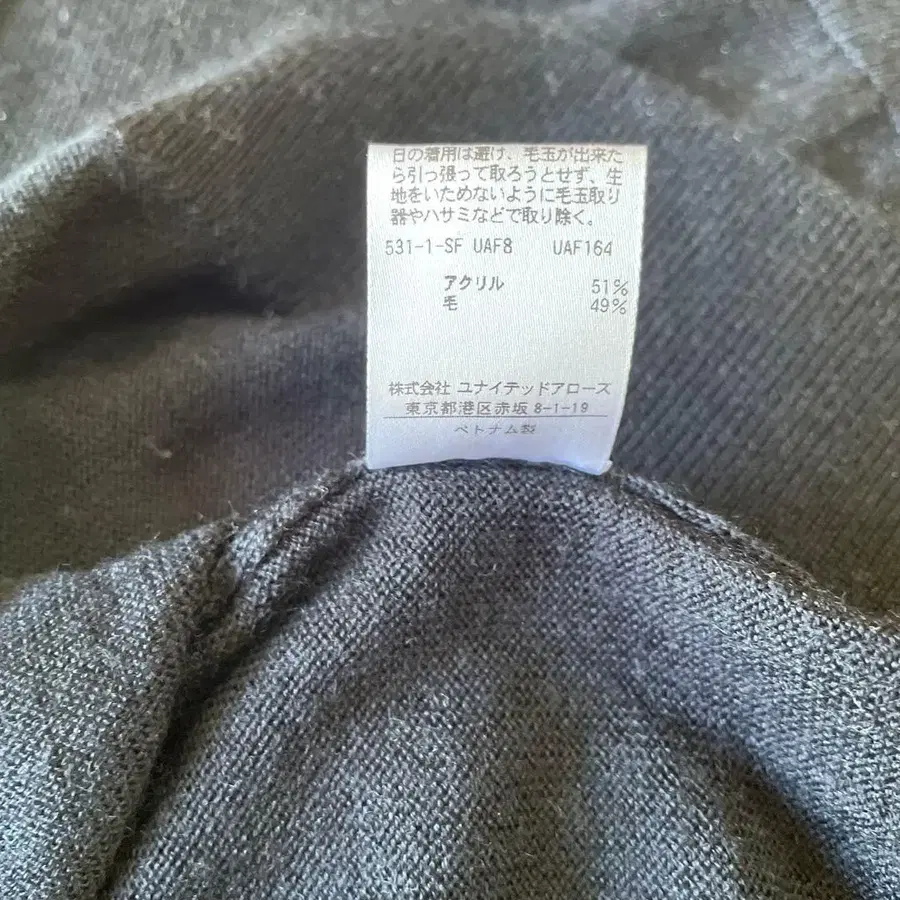 日の着用は避け、毛玉が出来た
ら引っ張って取ろうとせず、生
地をいためないように毛玉取り
器やハサミなどで取り除く。
531-1-SF UAF8 UAF164
アクリル 51%
毛 49%
株式会社 ユナイテッドアローズ
東京都港区赤坂 8-1-19
ベトナム製